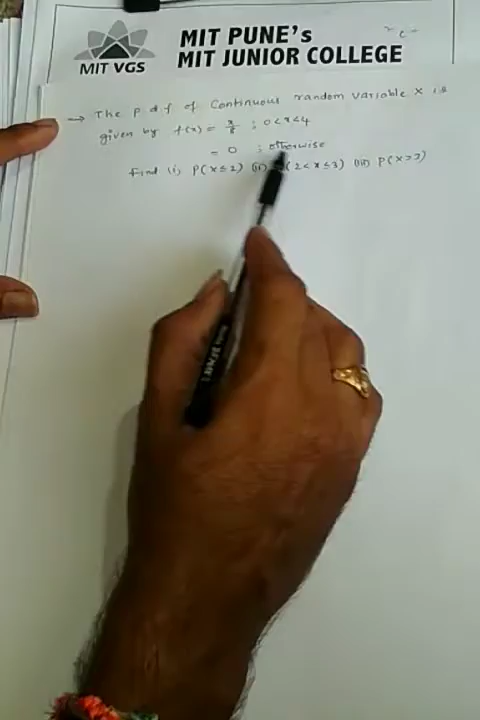 MIT VGS
MIT PUNE's
MIT JUNIOR COLLEGE
→ The p.d.f of Continuous random variable X is
given by f(x) = x/8 ; 0<x<4
= 0 ; otherwise
Find (i) P(X≤2) (ii) (2<x≤3) (iii) P(X>3)